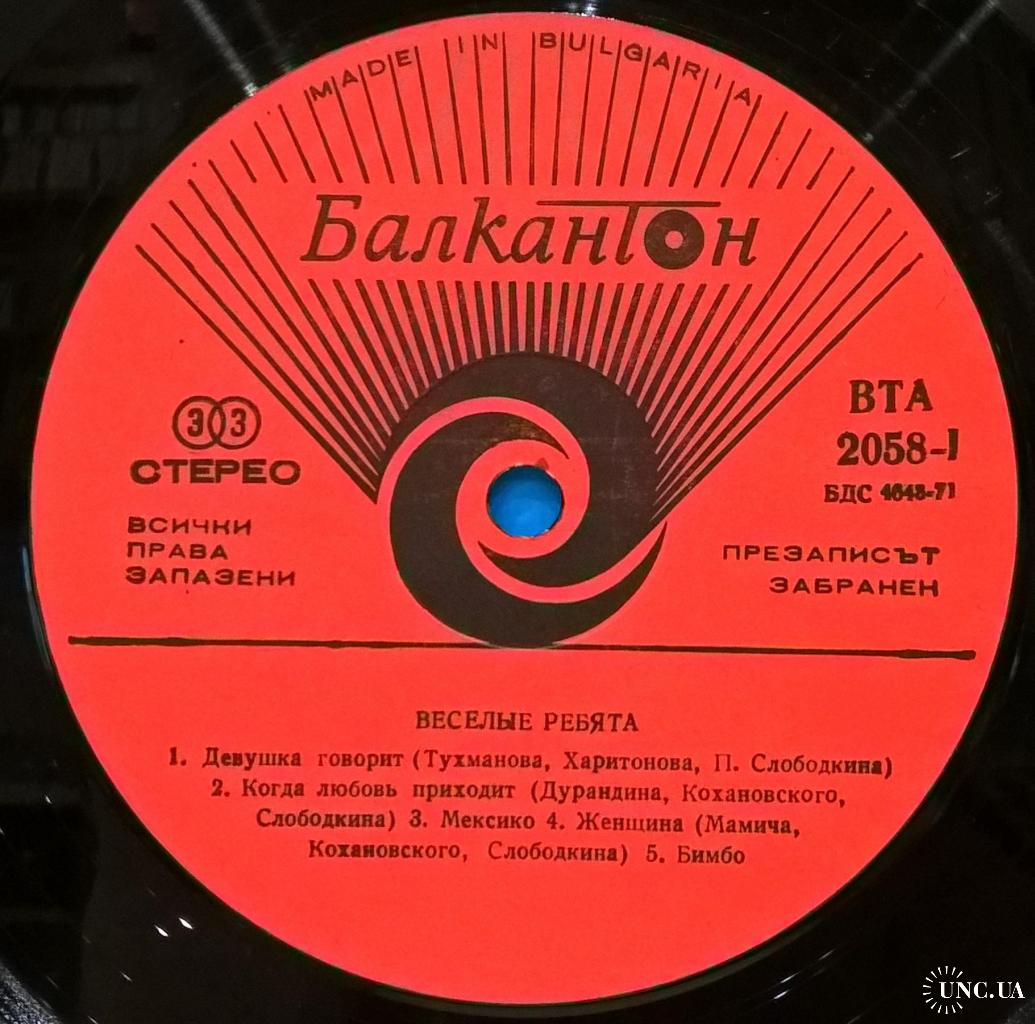 MADE IN BULGARIA
Балкантон
33
СТЕРЕО
ВСИЧКИ
ПРАВА
ЗАПАЗЕНИ
ВТА
2058-I
БДС 4648-71
ПРЕЗАПИСЪТ
ЗАБРАНЕН
ВЕСЕЛЫЕ РЕБЯТА
1. Девушка говорит (Тухманова, Харитонова, П. Слободкина)
2. Когда любовь приходит (Дурандина, Кохановского,
Слободкина) 3. Мексико 4. Женщина (Мамича,
Кохановского, Слободкина) 5. Бимбо
UNC.UA